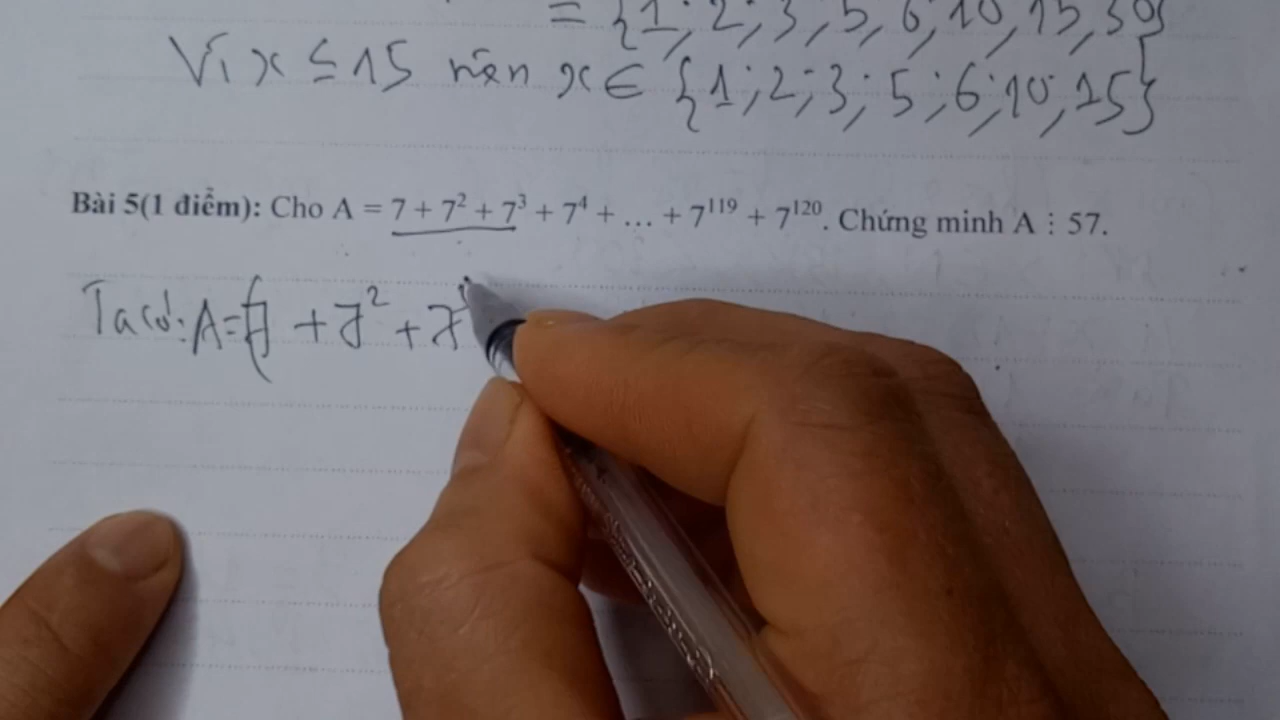 = {1; 2; 3; 5, 6, 10, 15, 30}
Vì x ≤ 15 nên x ∈ {1; 2; 3; 5; 6; 10; 15}
Bài 5(1 điểm): Cho A = 7 + 7² + 7³ + 7⁴ + … + 7¹¹⁹ + 7¹²⁰. Chứng minh A ⋮ 57.
Ta có: A = (7 + 7² + 7